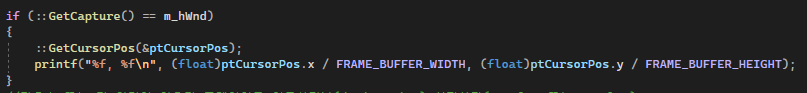 if (::GetCapture() == m_hWnd)
{
::GetCursorPos(&ptCursorPos);
printf("%f, %f\n", (float)ptCursorPos.x / FRAME_BUFFER_WIDTH, (float)ptCursorPos.y / FRAME_BUFFER_HEIGHT);
}